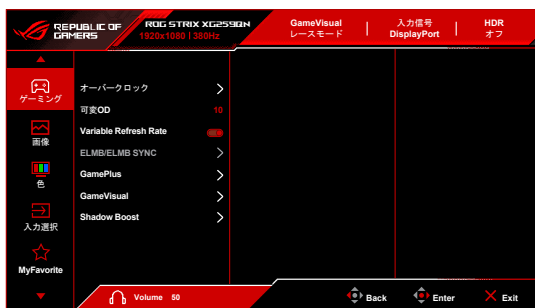 REPUBLIC OF
GAMERS
ROG STRIX XG259QN
1920x1080 | 380Hz
GameVisual
レースモード
入力信号
DisplayPort
HDR
オフ
ゲーミング
画像
色
入力選択
MyFavorite
オーバークロック
可変OD 10
Variable Refresh Rate
ELMB/ELMB SYNC
GamePlus
GameVisual
Shadow Boost
Volume 50
Back
Enter
Exit